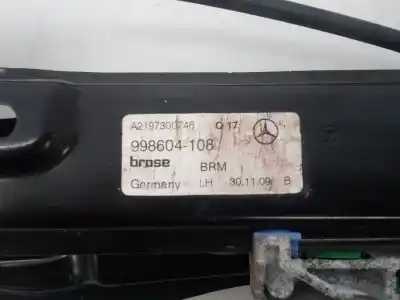 A2197300746 Q 17
998604-108
brose BRM
Germany LH 30.11.09 B